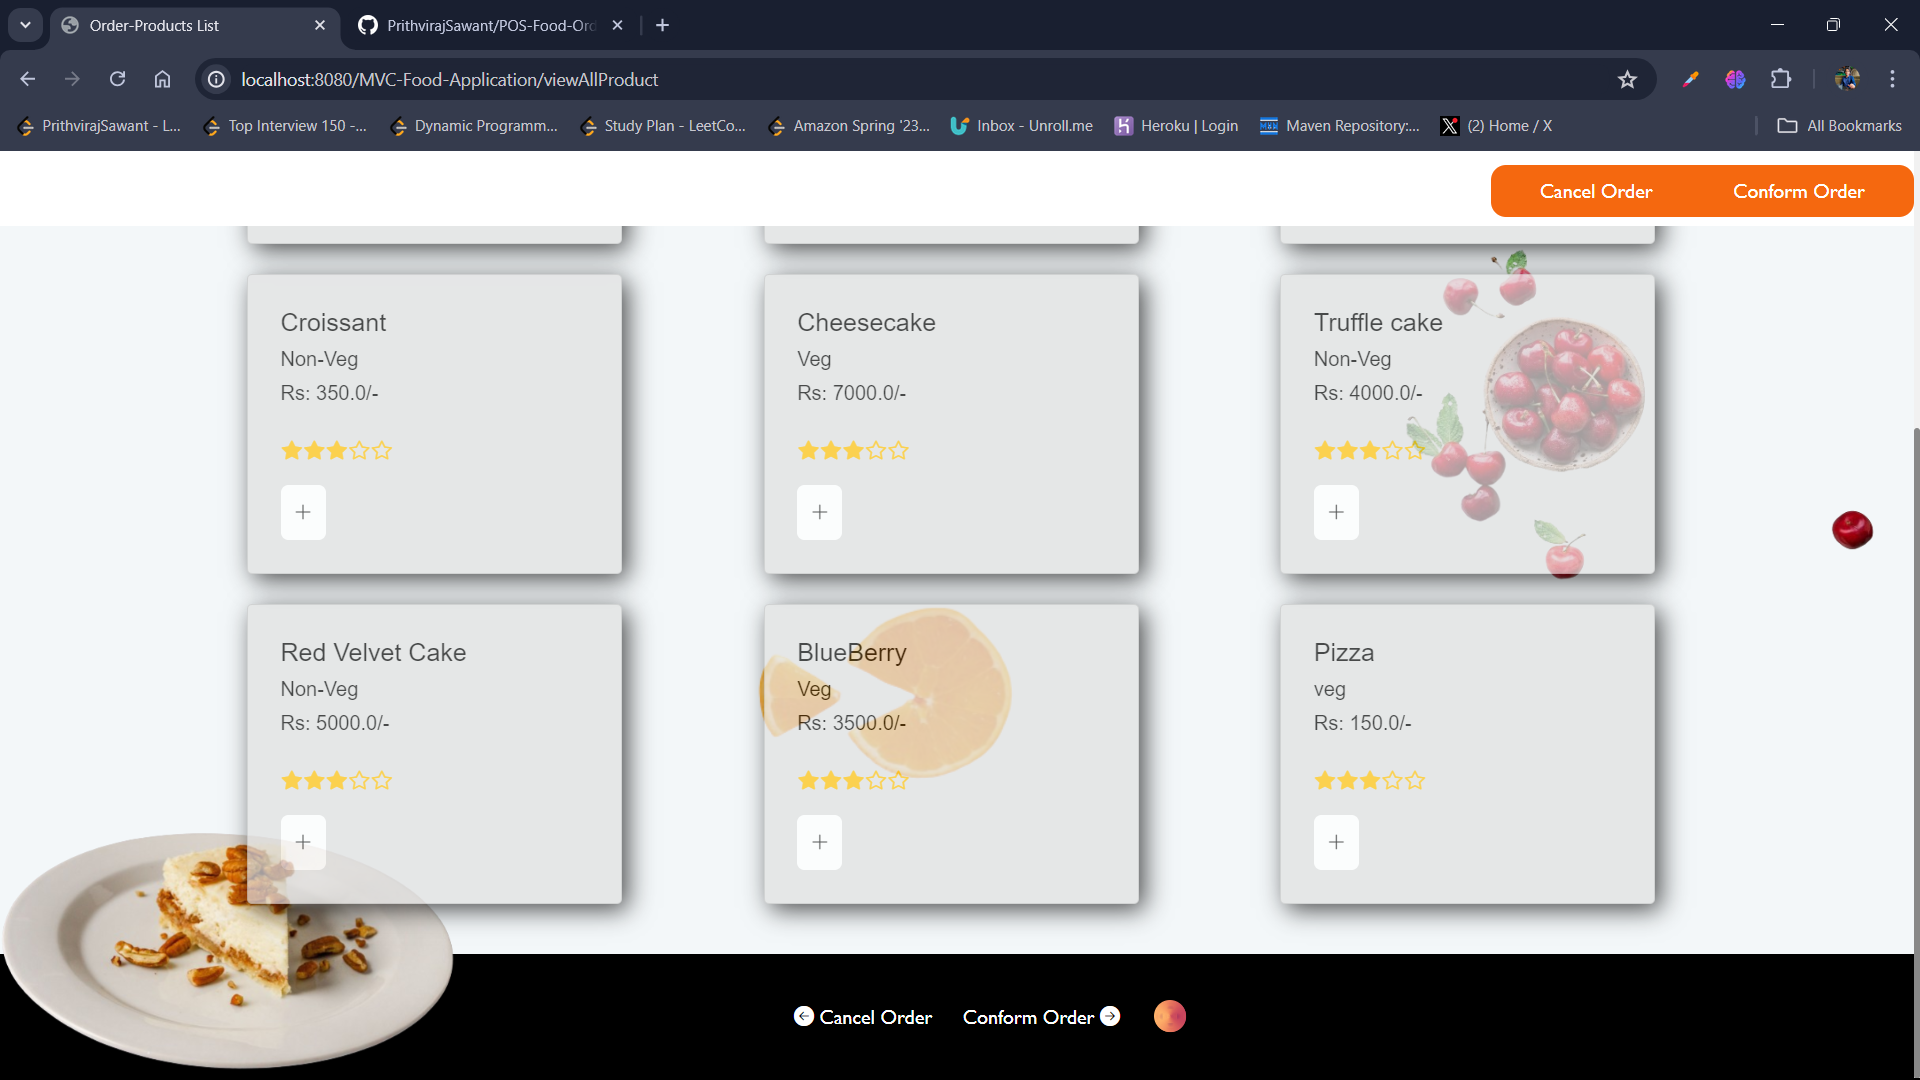 Order-Products List
PrithvirajSawant/POS-Food-Ord
localhost:8080/MVC-Food-Application/viewAllProduct
PrithvirajSawant - L... Top Interview 150 -... Dynamic Programm... Study Plan - LeetCo... Amazon Spring '23... Inbox - Unroll.me Heroku | Login Maven Repository:... (2) Home / X All Bookmarks
Cancel Order Conform Order
Croissant
Non-Veg
Rs: 350.0/-
+
Cheesecake
Veg
Rs: 7000.0/-
+
Truffle cake
Non-Veg
Rs: 4000.0/-
+
Red Velvet Cake
Non-Veg
Rs: 5000.0/-
+
BlueBerry
Veg
Rs: 3500.0/-
+
Pizza
veg
Rs: 150.0/-
+
Cancel Order Conform Order